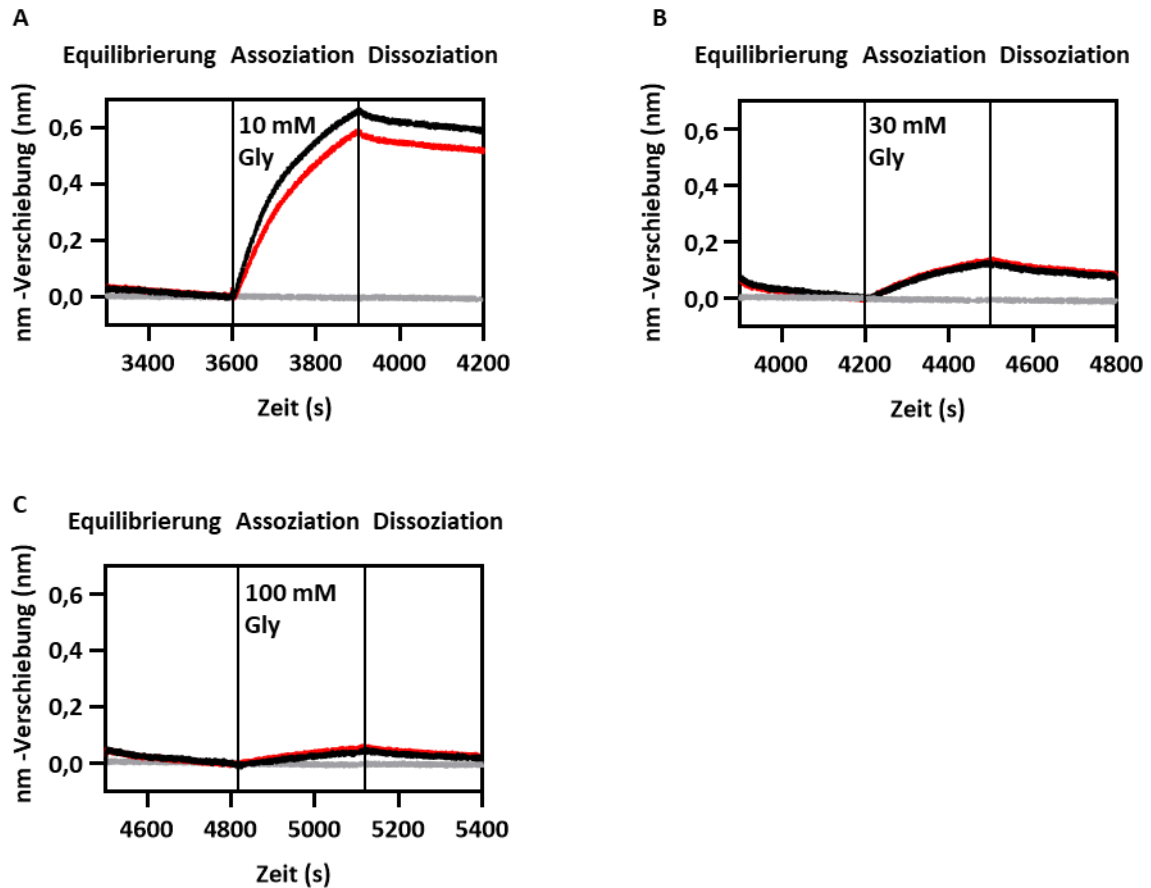 A
Equilibrierung Assoziation Dissoziation
nm -Verschiebung (nm)
0,6
0,4
0,2
0,0
10 mM
Gly
3400 3600 3800 4000 4200
Zeit (s)
B
Equilibrierung Assoziation Dissoziation
nm -Verschiebung (nm)
0,6
0,4
0,2
0,0
30 mM
Gly
4000 4200 4400 4600 4800
Zeit (s)
C
Equilibrierung Assoziation Dissoziation
nm -Verschiebung (nm)
0,6
0,4
0,2
0,0
100 mM
Gly
4600 4800 5000 5200 5400
Zeit (s)